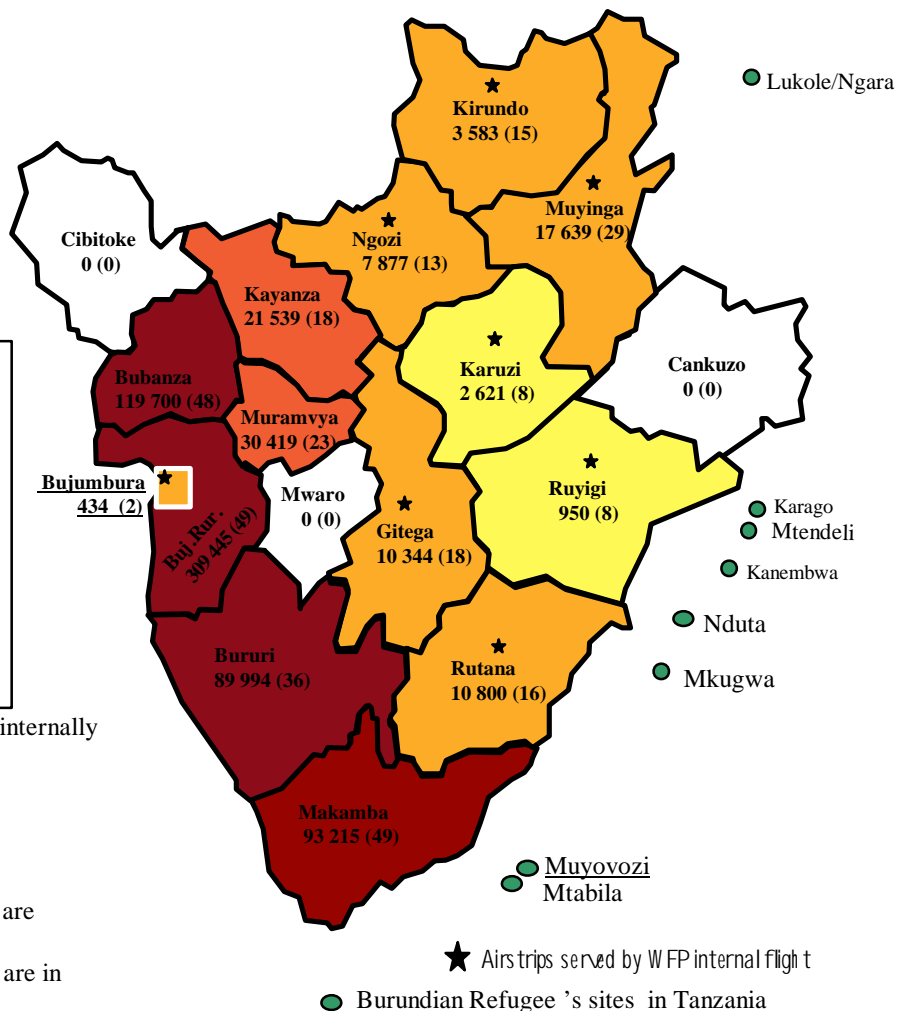 Lukole/Ngara
Kirundo
3 583 (15)
Muyinga
17 639 (29)
Ngozi
7 877 (13)
Cibitoke
0 (0)
Kayanza
21 539 (18)
Karuzi
2 621 (8)
Cankuzo
0 (0)
Bubanza
119 700 (48)
Muramvya
30 419 (23)
Bujumbura
434 (2)
Mwaro
0 (0)
Ruyigi
950 (8)
Gitega
10 344 (18)
Buj.Rur.
309 445 (49)
Karago
Mtendeli
Kanembwa
Nduta
Mkugwa
Bururi
89 994 (36)
Rutana
10 800 (16)
internally
Makamba
93 215 (49)
Muyovozi
Mtabila
are
are in
Airstrips served by WFP internal flight
Burundian Refugee 's sites in Tanzania